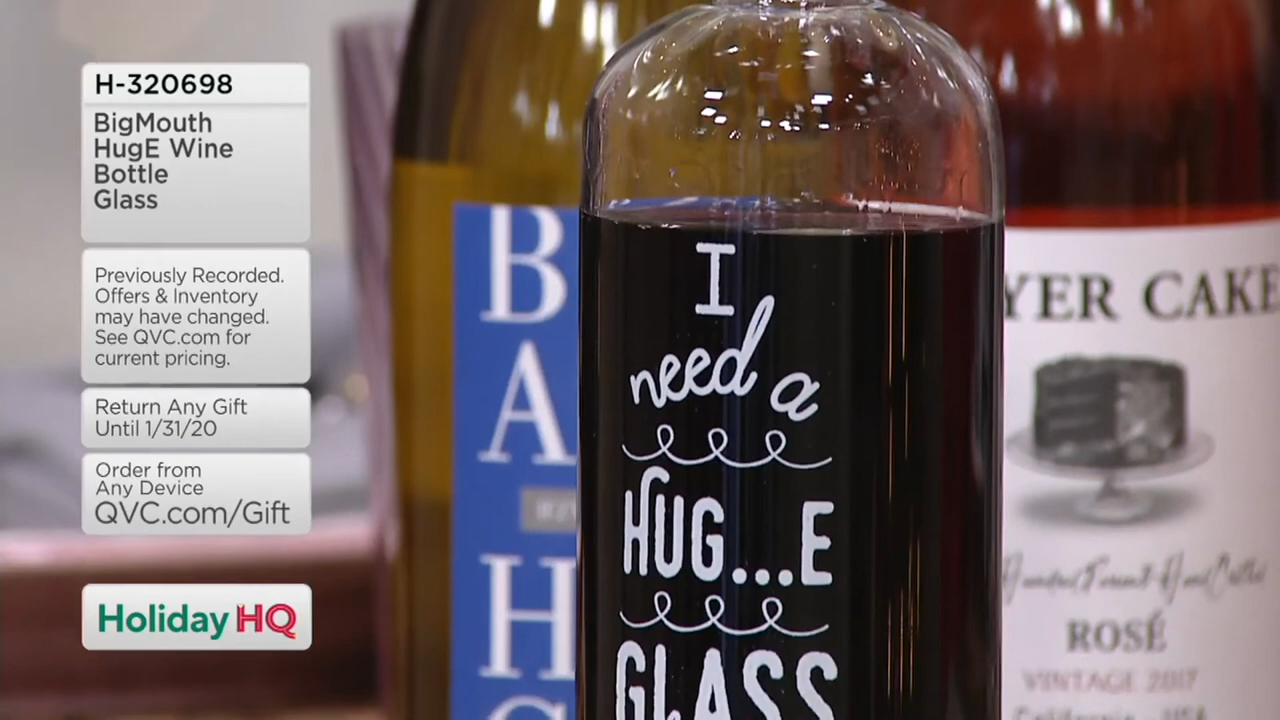 H-320698
BigMouth
HugE Wine
Bottle
Glass
Previously Recorded.
Offers & Inventory
may have changed.
See QVC.com for
current pricing.
Return Any Gift
Until 1/31/20
Order from
Any Device
QVC.com/Gift
Holiday HQ
B
A
H
I
need a
HUG...E
GLASS
YER CAKE
ROSÉ
VINTAGE 2017
California
USA